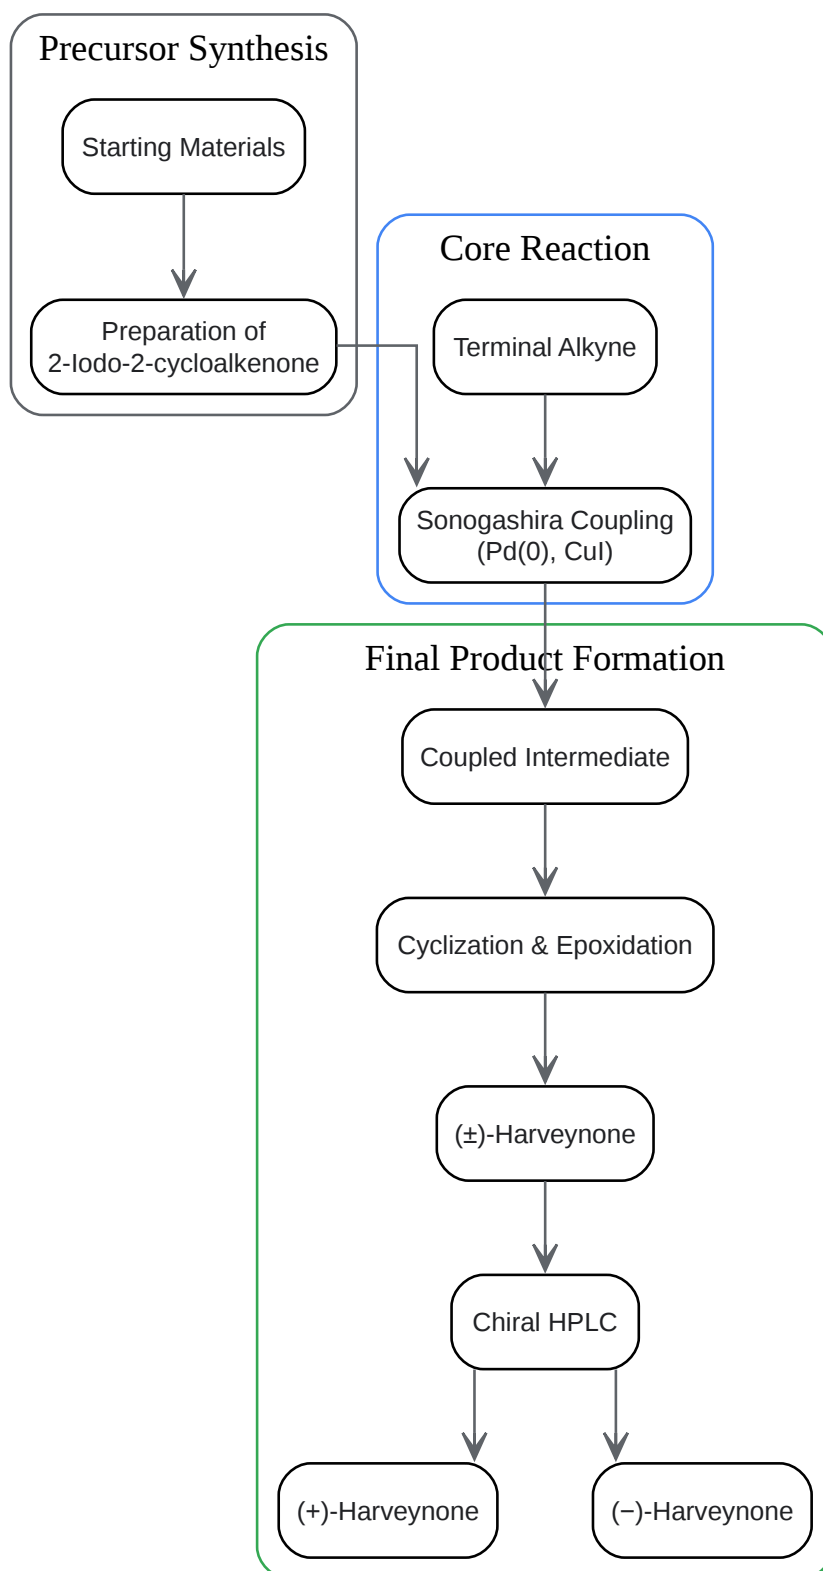 Precursor Synthesis
Starting Materials
Preparation of
2-Iodo-2-cycloalkenone
Core Reaction
Terminal Alkyne
Sonogashira Coupling
(Pd(0), CuI)
Final Product Formation
Coupled Intermediate
Cyclization & Epoxidation
(±)-Harveynone
Chiral HPLC
(+)-Harveynone
(−)-Harveynone